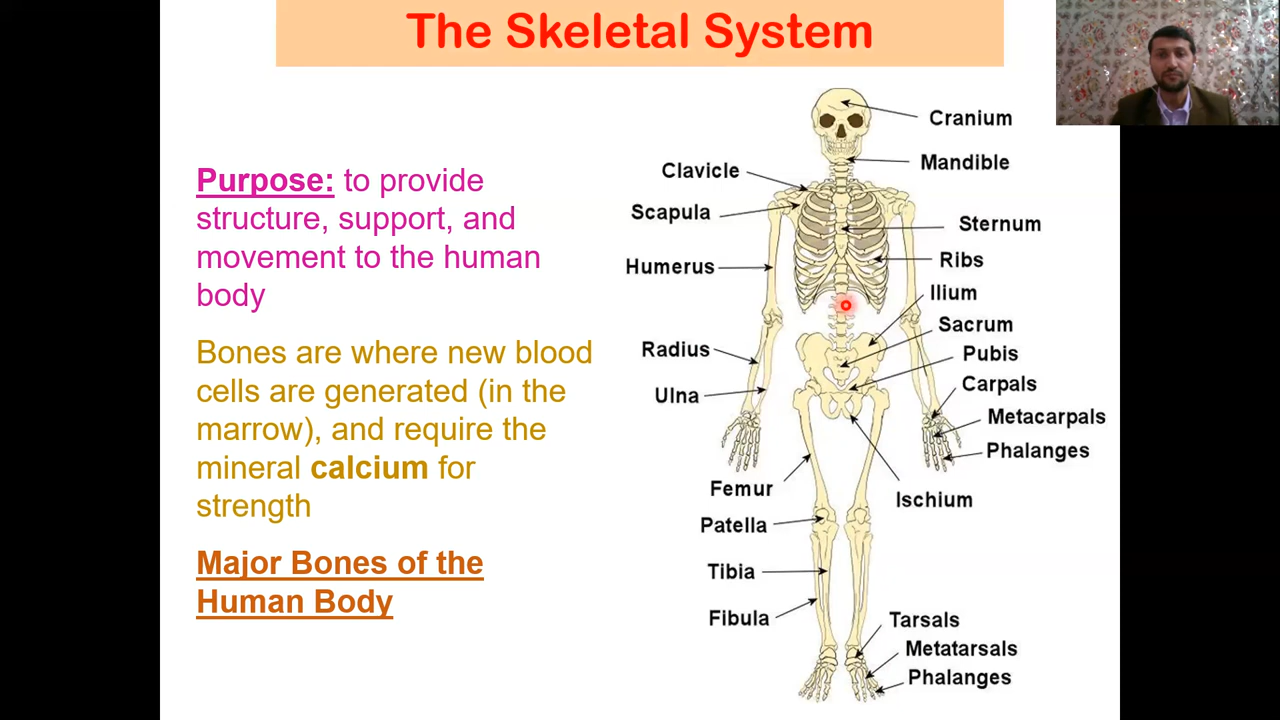 The Skeletal System
Purpose: to provide
structure, support, and
movement to the human
body
Bones are where new blood
cells are generated (in the
marrow), and require the
mineral calcium for
strength
Major Bones of the
Human Body
Cranium
Mandible
Clavicle
Scapula
Sternum
Humerus
Ribs
Ilium
Sacrum
Radius
Pubis
Ulna
Carpals
Metacarpals
Phalanges
Femur
Ischium
Patella
Tibia
Fibula
Tarsals
Metatarsals
Phalanges